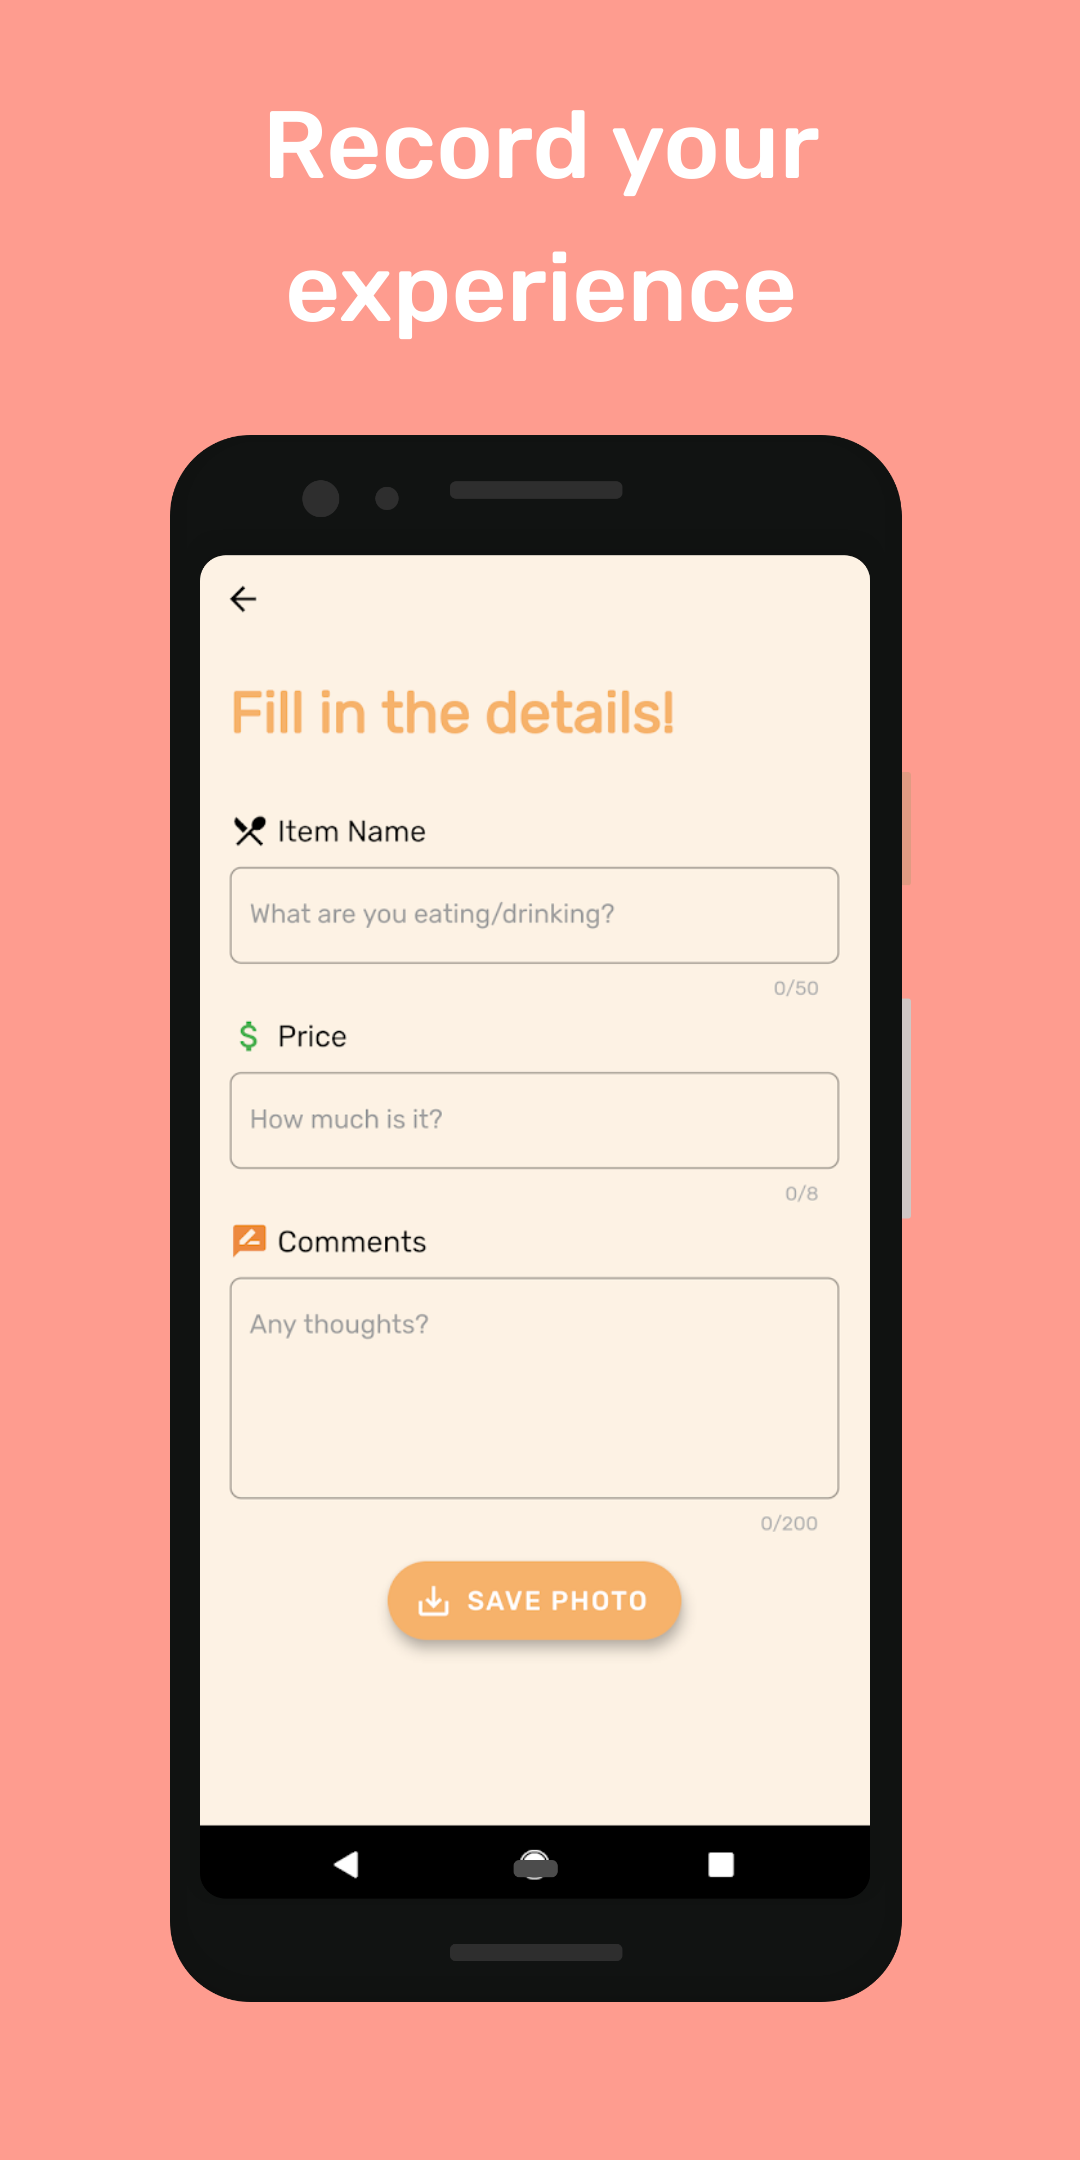 Record your
experience
Fill in the details!
Item Name
What are you eating/drinking?
0/50
$ Price
How much is it?
0/8
Comments
Any thoughts?
0/200
SAVE PHOTO